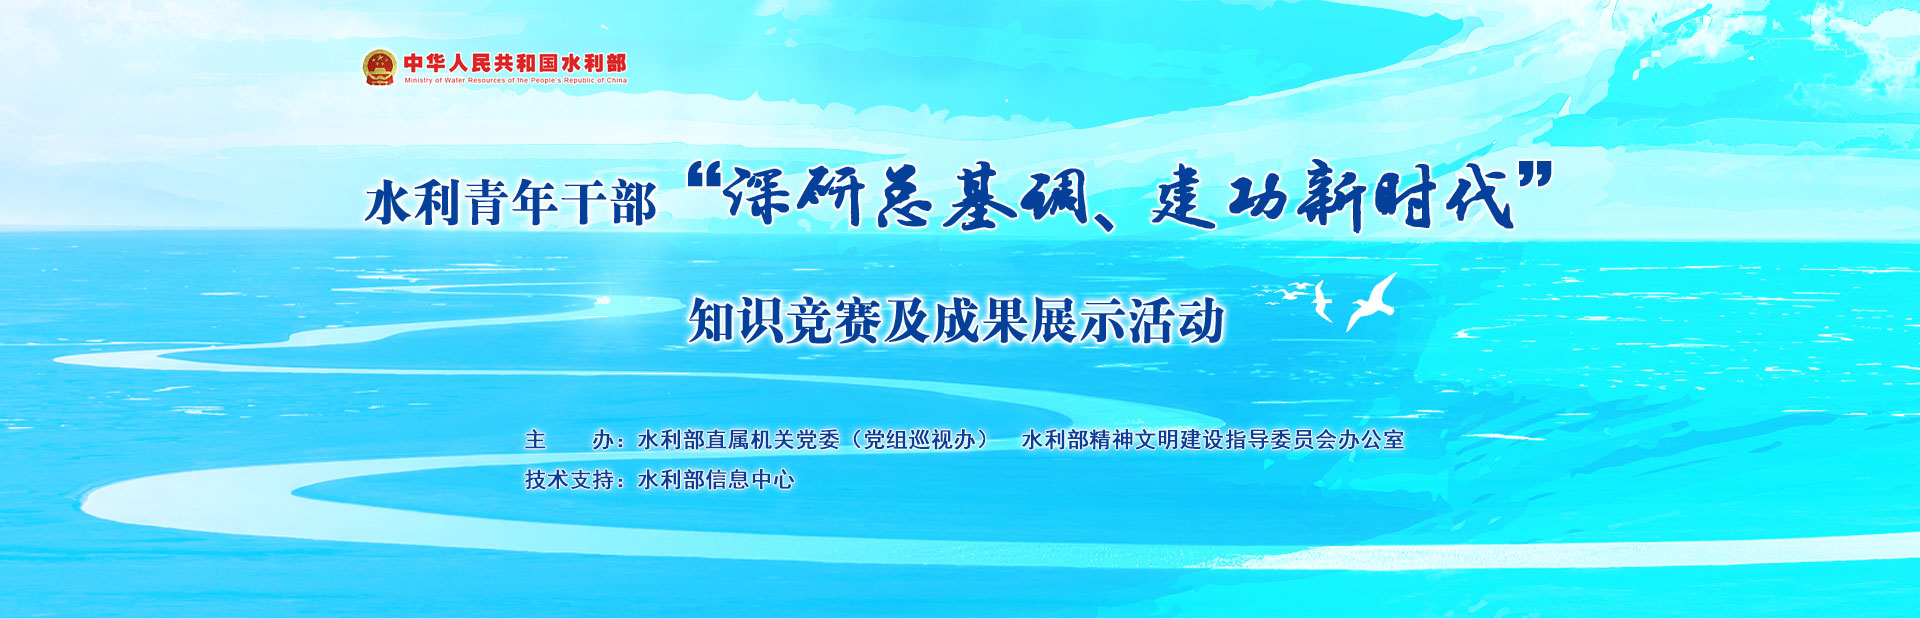 中华人民共和国水利部
Ministry of Water Resources of the People's Republic of China
水利青年干部“深研总基调、建功新时代”
知识竞赛及成果展示活动
主　　办：水利部直属机关党委（党组巡视办）　水利部精神文明建设指导委员会办公室
技术支持：水利部信息中心